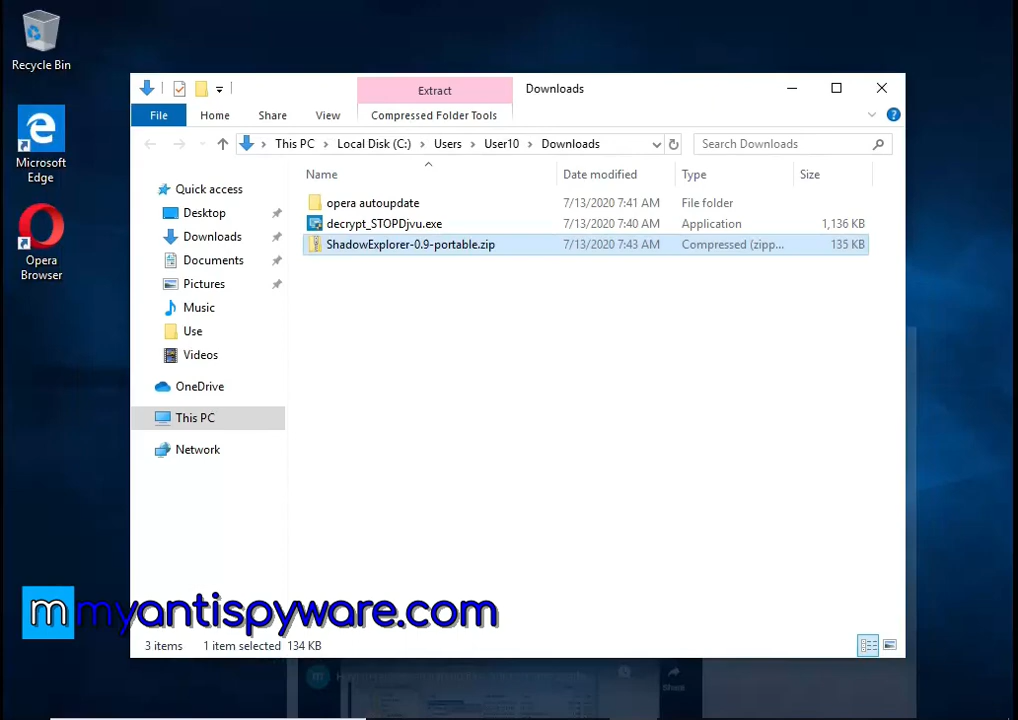 Recycle Bin
Microsoft
Edge
Opera
Browser
Extract
Downloads
File
Home
Share
View
Compressed Folder Tools
This PC
Local Disk (C:)
Users
User10
Downloads
Search Downloads
Name
Date modified
Type
Size
Quick access
Desktop
Downloads
Documents
Pictures
Music
Use
Videos
OneDrive
This PC
Network
opera autoupdate 7/13/2020 7:41 AM File folder
decrypt_STOPDjvu.exe 7/13/2020 7:40 AM Application 1,136 KB
ShadowExplorer-0.9-portable.zip 7/13/2020 7:43 AM Compressed (zipp... 135 KB
m myantispyware.com
3 items 1 item selected 134 KB
m
Share